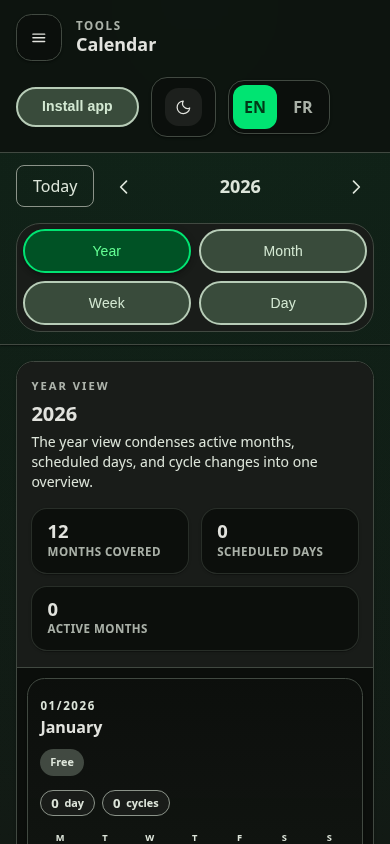 TOOLS
Calendar
Install app
EN FR
Today
2026
Year Month
Week Day
YEAR VIEW
2026
The year view condenses active months,
scheduled days, and cycle changes into one
overview.
12 0
MONTHS COVERED SCHEDULED DAYS
0
ACTIVE MONTHS
01/2026
January
Free
0 day 0 cycles
M T W T F S S